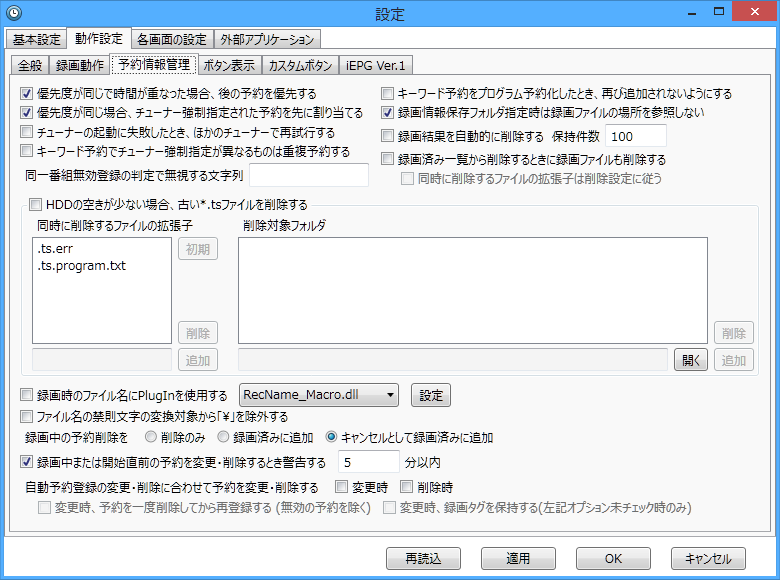 設定
基本設定 動作設定 各画面の設定 外部アプリケーション
全般 録画動作 予約情報管理 ボタン表示 カスタムボタン iEPG Ver.1
優先度が同じで時間が重なった場合、後の予約を優先する
優先度が同じ場合、チューナー強制指定された予約を先に割り当てる
チューナーの起動に失敗したとき、ほかのチューナーで再試行する
キーワード予約でチューナー強制指定が異なるものは重複予約する
同一番組無効登録の判定で無視する文字列
キーワード予約をプログラム予約化したとき、再び追加されないようにする
録画情報保存フォルダ指定時は録画ファイルの場所を参照しない
録画結果を自動的に削除する 保持件数 100
録画済み一覧から削除するときに録画ファイルも削除する
同時に削除するファイルの拡張子は削除設定に従う
HDDの空きが少ない場合、古い*.tsファイルを削除する
同時に削除するファイルの拡張子 削除対象フォルダ
.ts.err 初期
.ts.program.txt
削除 削除
追加 開く 追加
録画時のファイル名にPlugInを使用する RecName_Macro.dll 設定
ファイル名の禁則文字の変換対象から「¥」を除外する
録画中の予約削除を 削除のみ 録画済みに追加 キャンセルとして録画済みに追加
録画中または開始直前の予約を変更・削除するとき警告する 5 分以内
自動予約登録の変更・削除に合わせて予約を変更・削除する 変更時 削除時
変更時、予約を一度削除してから再登録する (無効の予約を除く) 変更時、録画タグを保持する(左記オプション未チェック時のみ)
再読込 適用 OK キャンセル